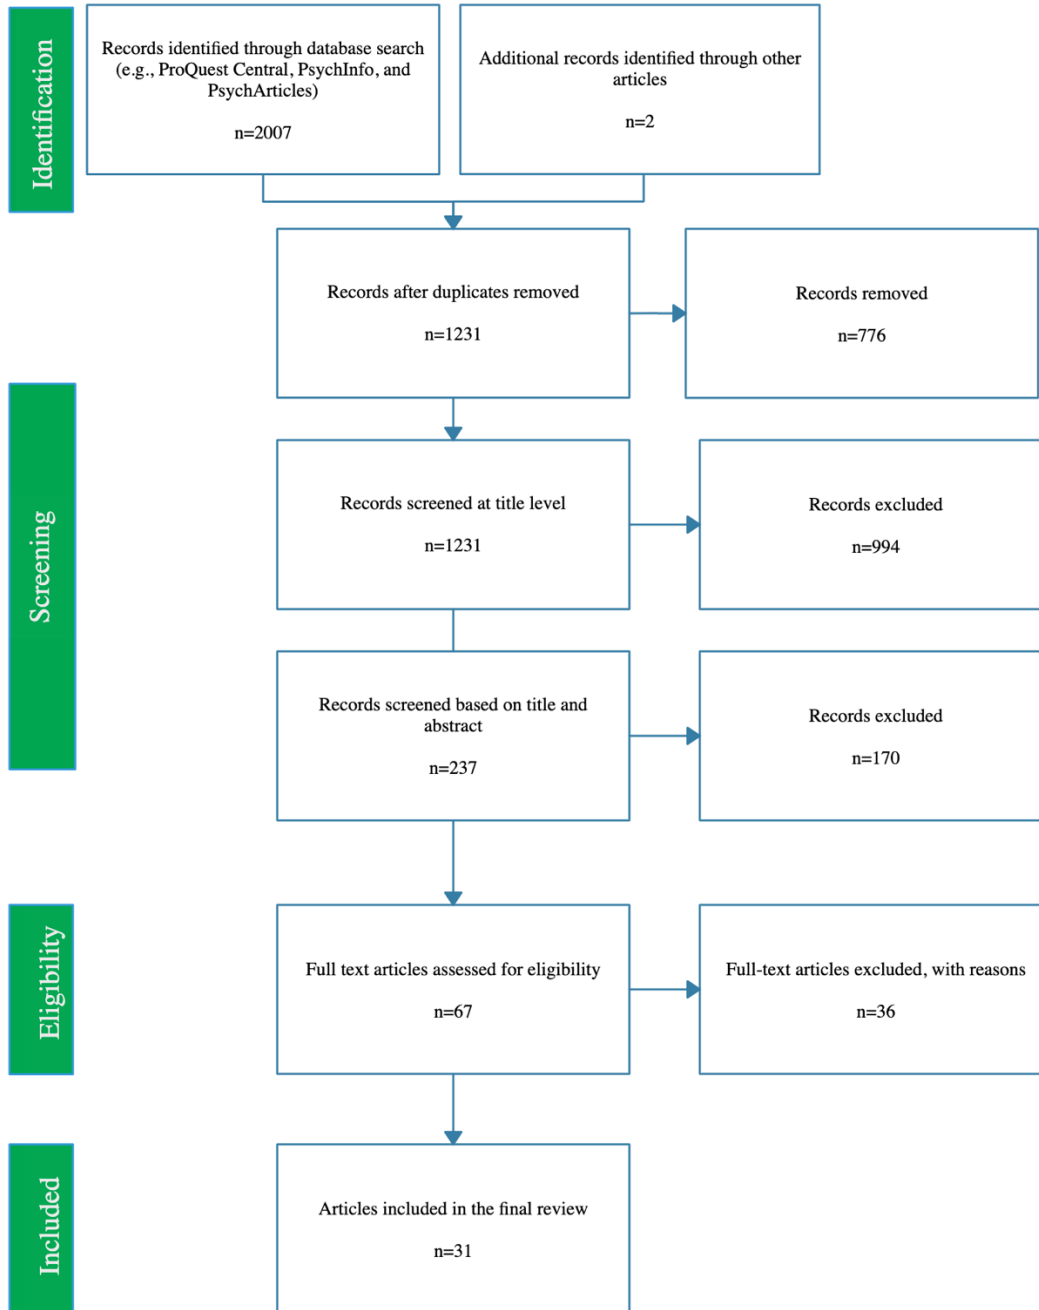 Identification
Records identified through database search
(e.g., ProQuest Central, PsychInfo, and
PsychArticles)
n=2007
Additional records identified through other
articles
n=2
Records after duplicates removed
n=1231
Records removed
n=776
Screening
Records screened at title level
n=1231
Records excluded
n=994
Records screened based on title and
abstract
n=237
Records excluded
n=170
Eligibility
Full text articles assessed for eligibility
n=67
Full-text articles excluded, with reasons
n=36
Included
Articles included in the final review
n=31